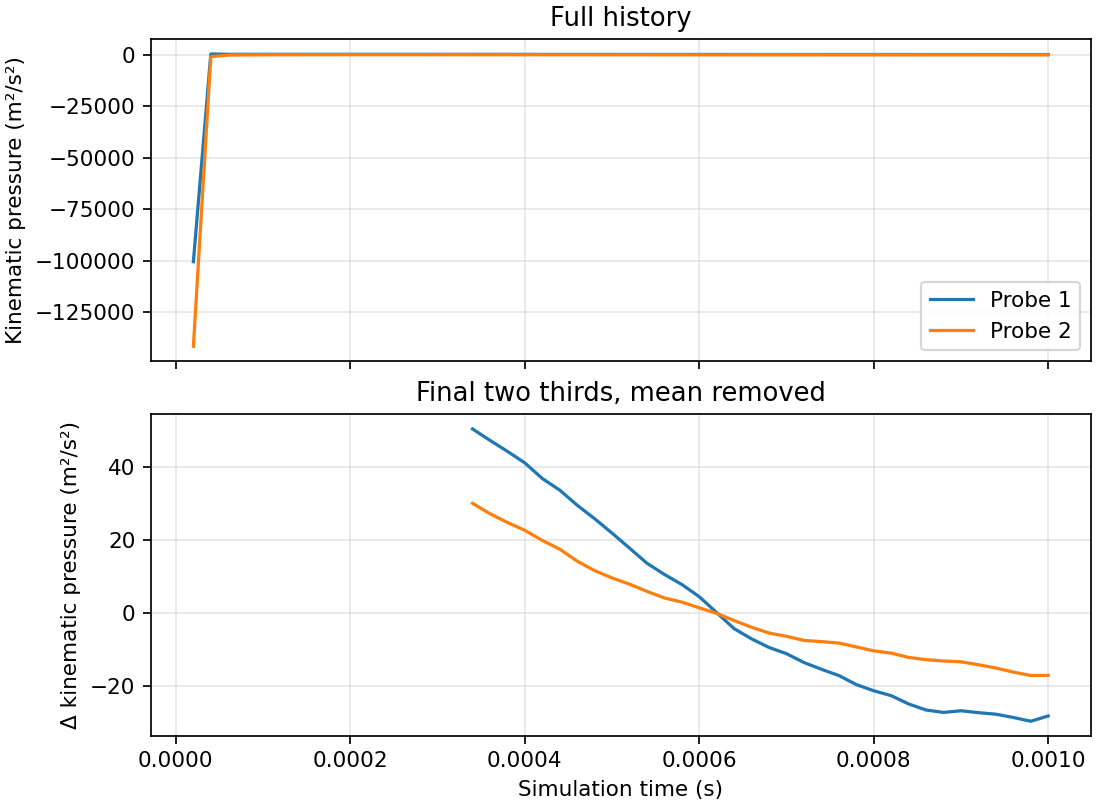 Full history
Kinematic pressure (m²/s²)
0
−25000
−50000
−75000
−100000
−125000
Probe 1
Probe 2
Final two thirds, mean removed
Δ kinematic pressure (m²/s²)
40
20
0
−20
0.0000 0.0002 0.0004 0.0006 0.0008 0.0010
Simulation time (s)